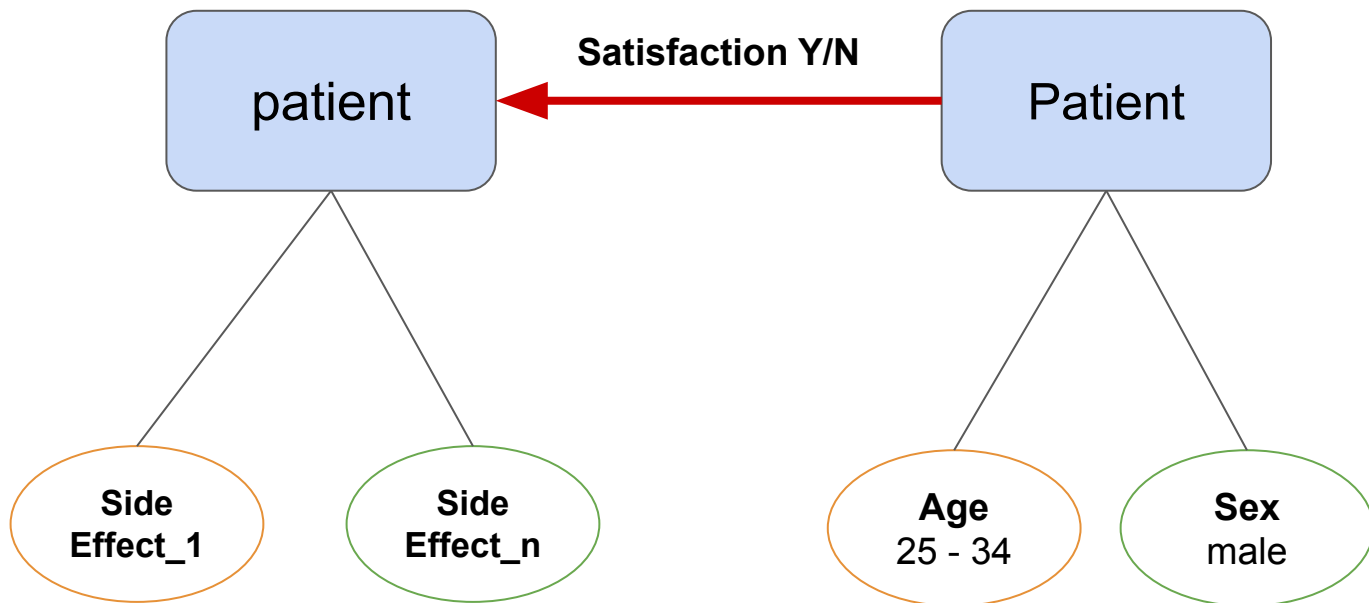 Satisfaction Y/N
patient
Patient
Side
Effect_1
Side
Effect_n
Age
25 - 34
Sex
male